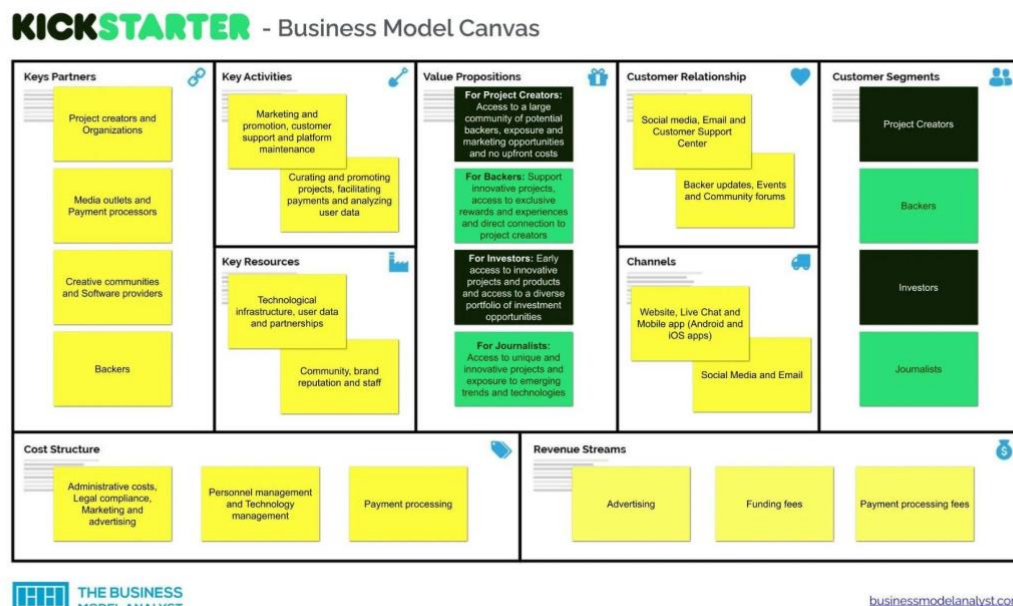 KICKSTARTER - Business Model Canvas
Keys Partners
Project creators and
Organizations
Media outlets and
Payment processors
Creative communities
and Software providers
Backers
Key Activities
Marketing and
promotion, customer
support and platform
maintenance
Curating and promoting
projects, facilitating
payments and analyzing
user data
Key Resources
Technological
infrastructure, user data
and partnerships
Community, brand
reputation and staff
Value Propositions
For Project Creators:
Access to a large
community of potential
backers, exposure and
marketing opportunities
and no upfront costs
For Backers: Support
innovative projects,
access to exclusive
rewards and experiences
and direct connection to
project creators
For Investors: Early
access to innovative
projects and products
and access to a diverse
portfolio of investment
opportunities
For Journalists:
Access to unique and
innovative projects and
exposure to emerging
trends and technologies
Customer Relationship
Social media, Email and
Customer Support
Center
Backer updates, Events
and Community forums
Channels
Website, Live Chat and
Mobile app (Android and
iOS apps)
Social Media and Email
Customer Segments
Project Creators
Backers
Investors
Journalists
Cost Structure
Administrative costs,
Legal compliance,
Marketing and
advertising
Personnel management
and Technology
management
Payment processing
Revenue Streams
$
Advertising
Funding fees
Payment processing fees
THE BUSINESS
MODEL ANALYST
businessmodelanalyst.com